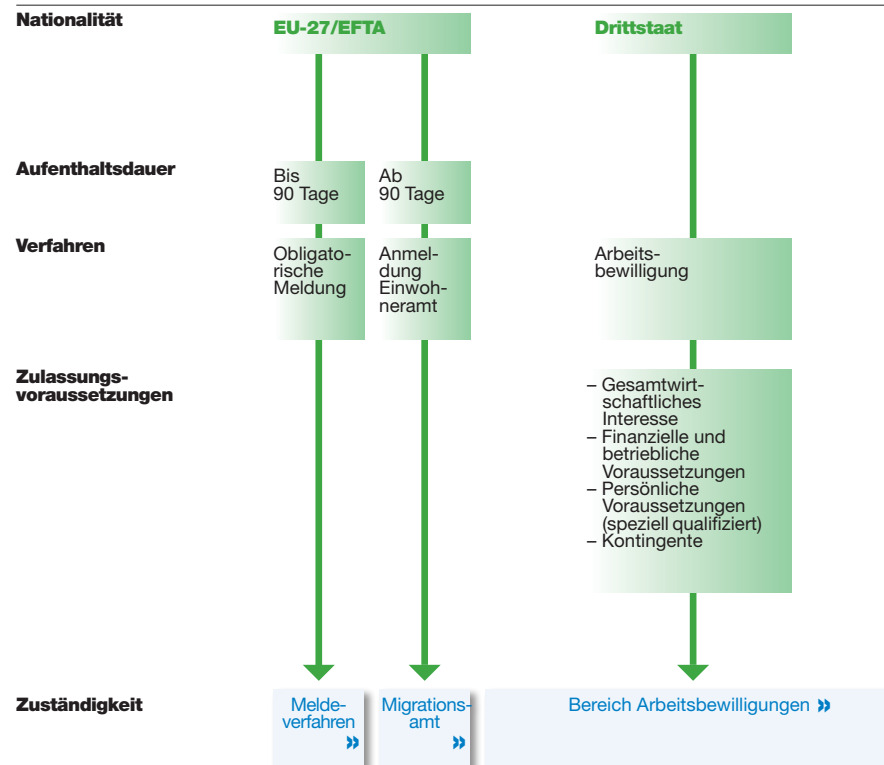 Nationalität
EU-27/EFTA
Drittstaat
Aufenthaltsdauer
Bis
90 Tage
Ab
90 Tage
Verfahren
Obligato-
rische
Meldung
Anmel-
dung
Einwoh-
neramt
Arbeits-
bewilligung
Zulassungs-
voraussetzungen
– Gesamtwirt-
schaftliches
Interesse
– Finanzielle und
betriebliche
Voraussetzungen
– Persönliche
Voraussetzungen
(speziell qualifiziert)
– Kontingente
Zuständigkeit
Melde-
verfahren
»
Migrations-
amt
»
Bereich Arbeitsbewilligungen »